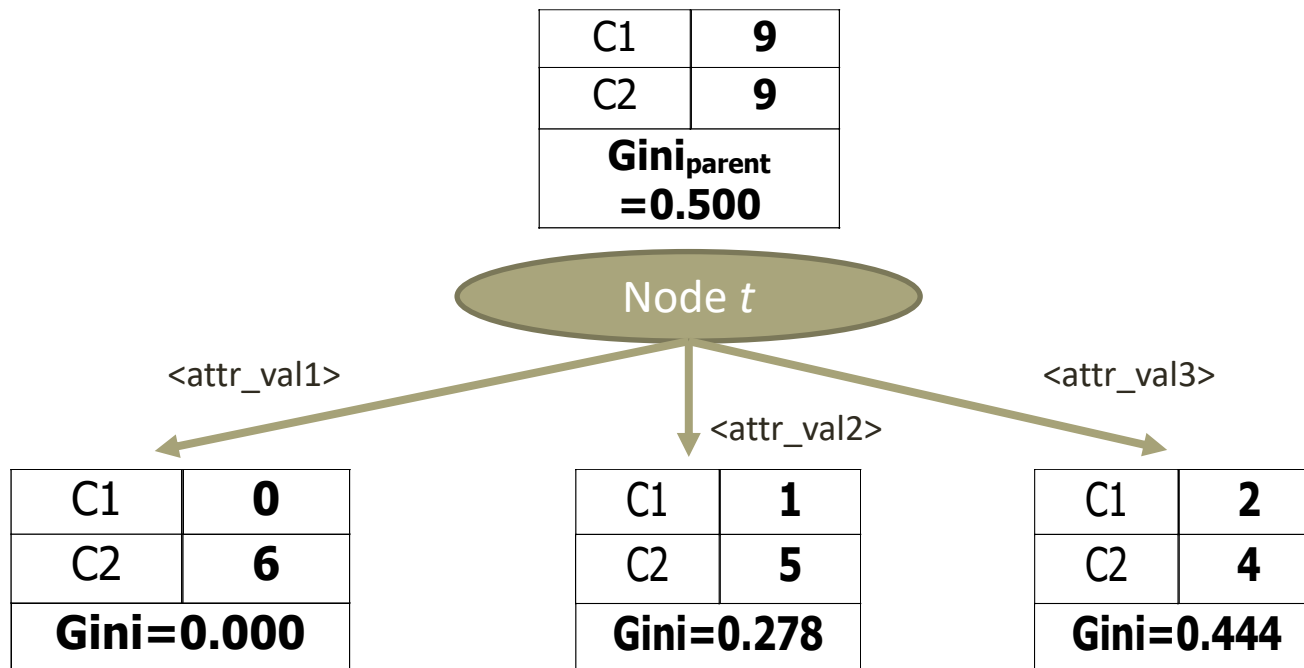 C1 9
C2 9
Giniparent
=0.500
Node t
<attr_val1>
<attr_val2>
<attr_val3>
C1 0
C2 6
Gini=0.000
C1 1
C2 5
Gini=0.278
C1 2
C2 4
Gini=0.444